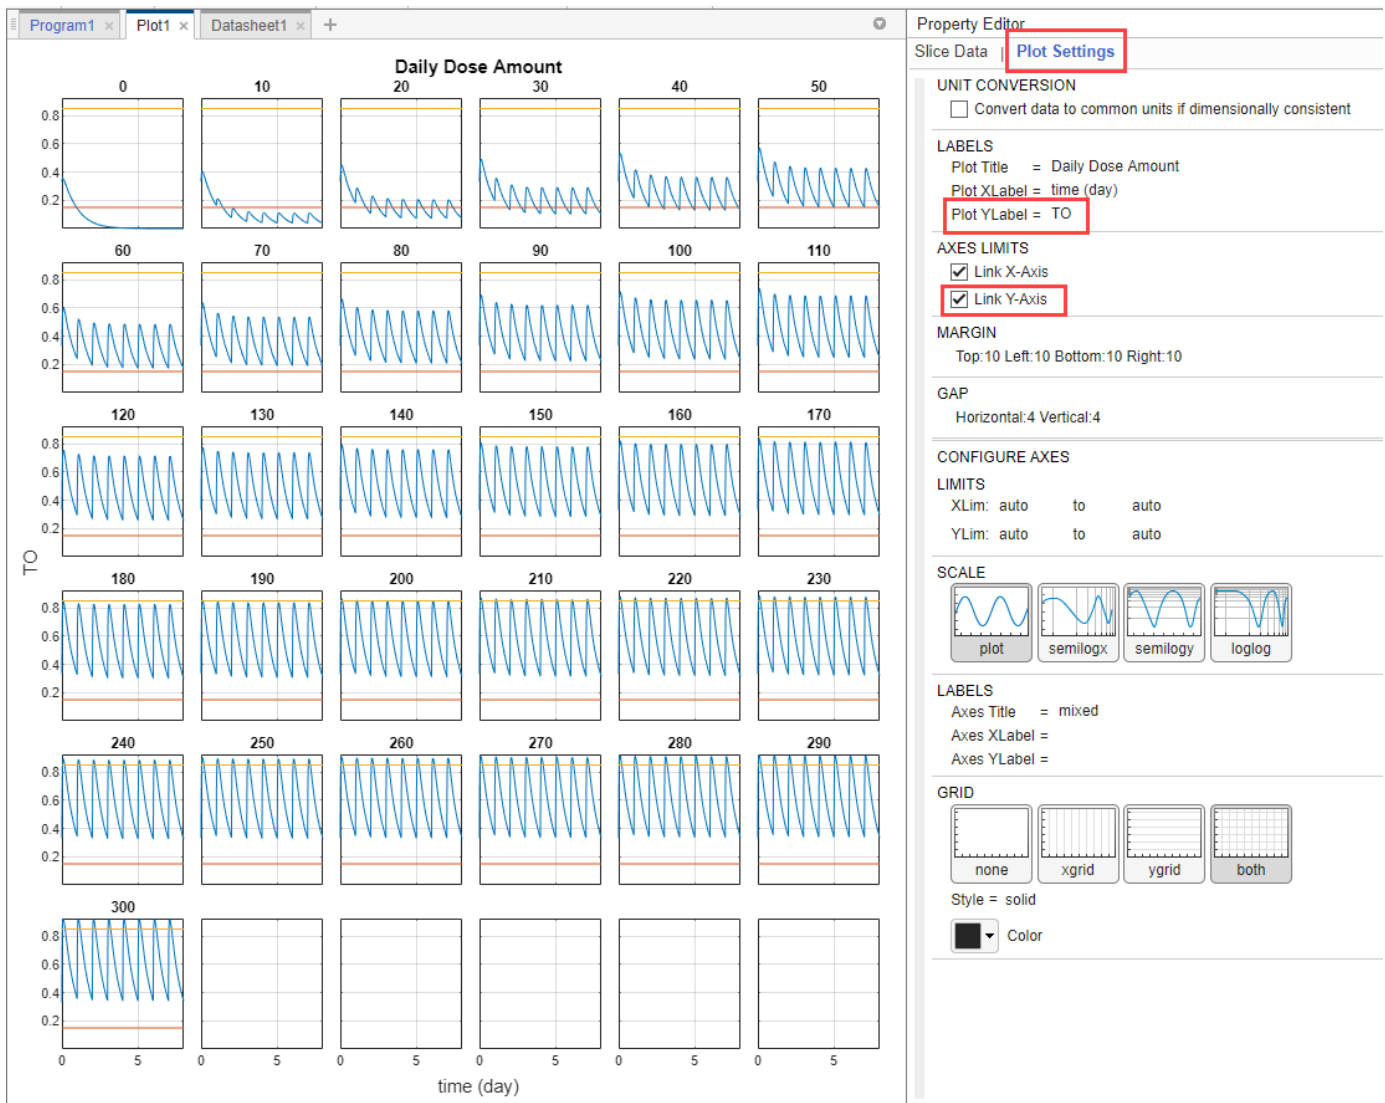 Program1 × Plot1 × Datasheet1 × +
Daily Dose Amount
0 10 20 30 40 50
0.8
0.6
0.4
0.2
60 70 80 90 100 110
0.8
0.6
0.4
0.2
120 130 140 150 160 170
0.8
0.6
0.4
0.2
TO
180 190 200 210 220 230
0.8
0.6
0.4
0.2
240 250 260 270 280 290
0.8
0.6
0.4
0.2
300
0.8
0.6
0.4
0.2
0 5 0 5 0 5 0 5 0 5 0 5
time (day)
Property Editor
Slice Data | Plot Settings
UNIT CONVERSION
Convert data to common units if dimensionally consistent
LABELS
Plot Title = Daily Dose Amount
Plot XLabel = time (day)
Plot YLabel = TO
AXES LIMITS
Link X-Axis
Link Y-Axis
MARGIN
Top:10 Left:10 Bottom:10 Right:10
GAP
Horizontal:4 Vertical:4
CONFIGURE AXES
LIMITS
XLim: auto to auto
YLim: auto to auto
SCALE
plot semilogx semilogy loglog
LABELS
Axes Title = mixed
Axes XLabel =
Axes YLabel =
GRID
none xgrid ygrid both
Style = solid
Color